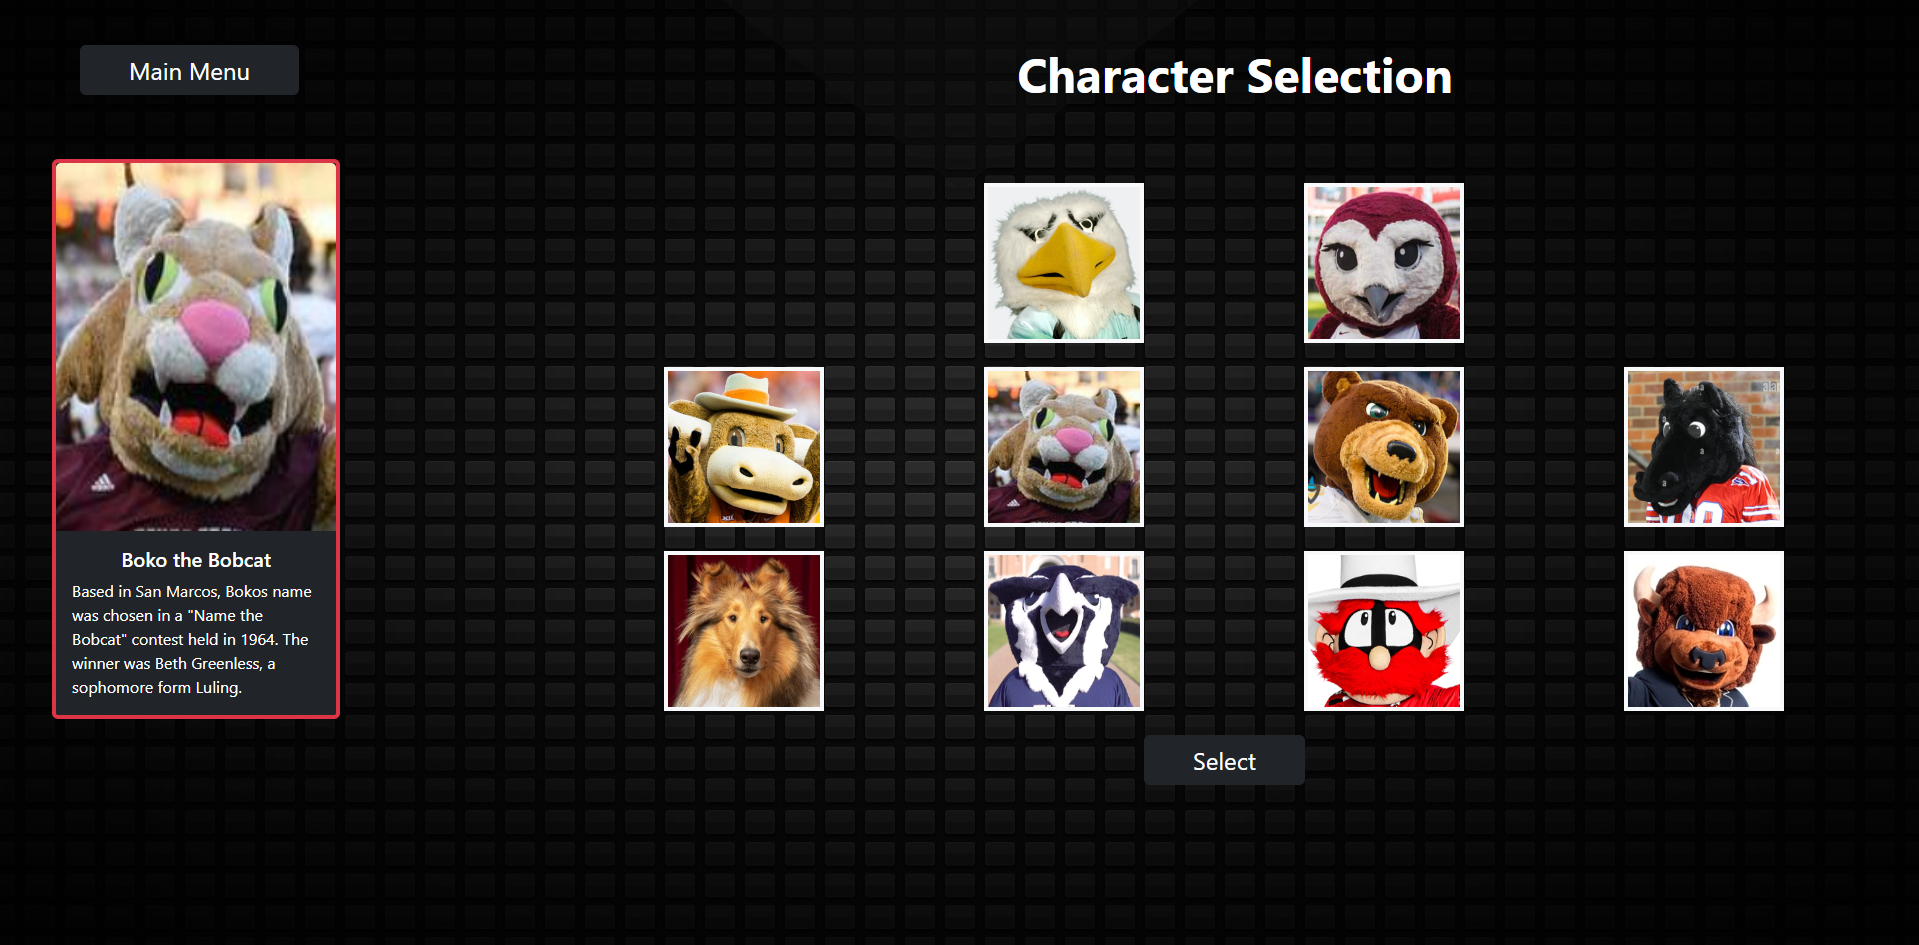 Main Menu
Character Selection
Boko the Bobcat
Based in San Marcos, Bokos name
was chosen in a "Name the
Bobcat" contest held in 1964. The
winner was Beth Greenless, a
sophomore form Luling.
Select